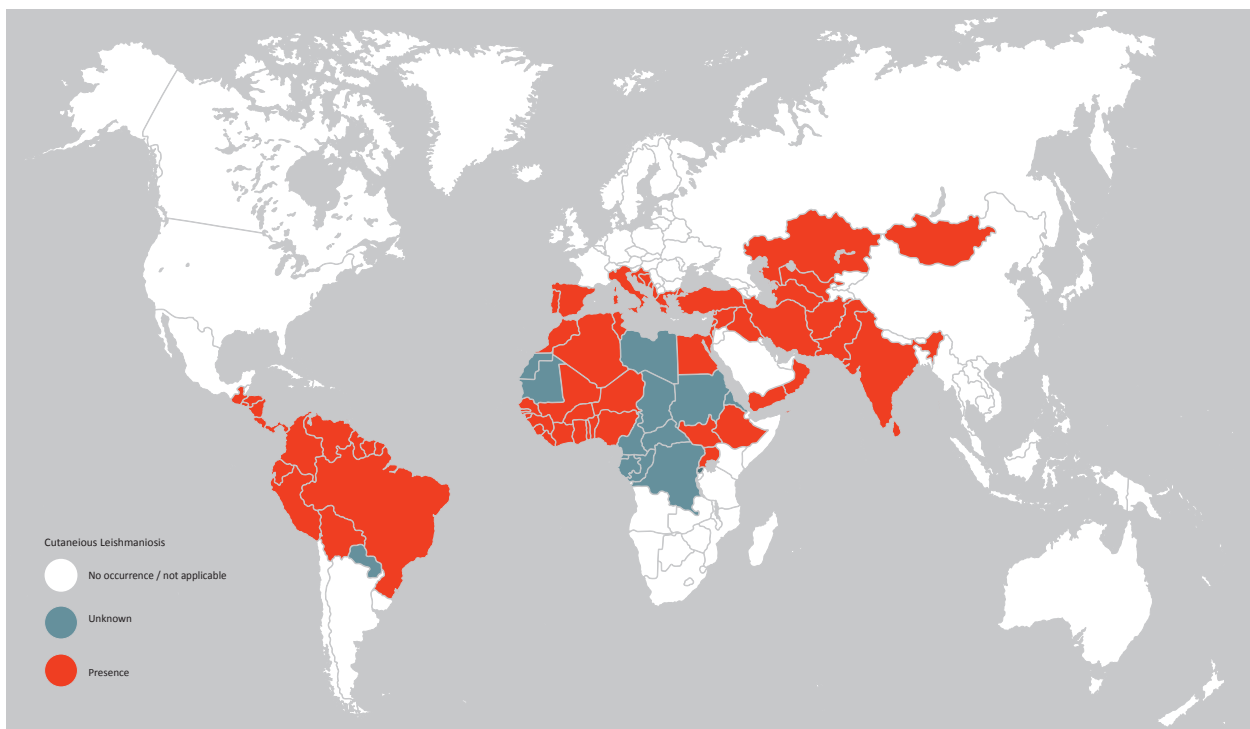 Cutaneious Leishmaniosis
No occurrence / not applicable
Unknown
Presence